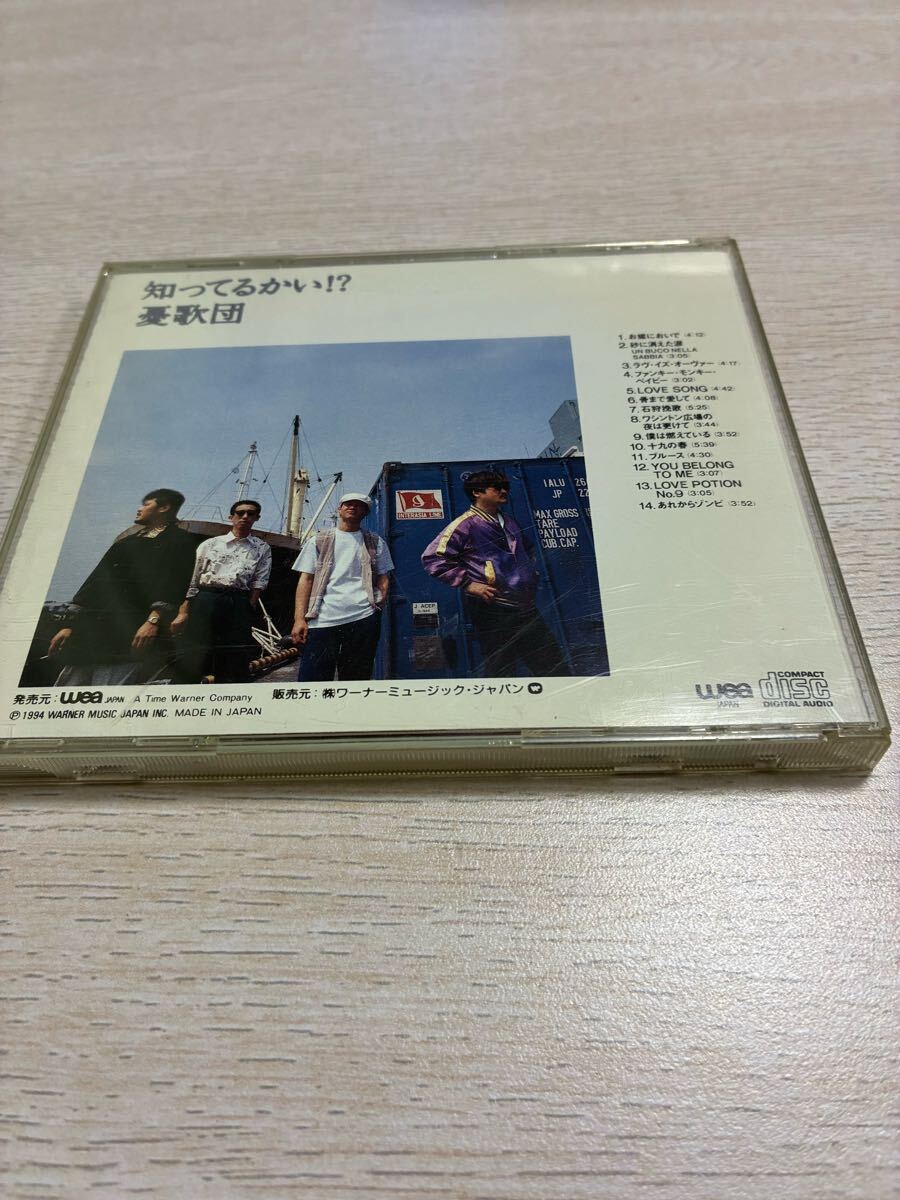 知ってるかい!?
憂歌団
1. お嬢においで (4:12)
2. 砂に消えた涙
UN BUCO NELLA
SABBIA (3:05)
3. ラヴ・イズ・オーヴァー (4:17)
4. ファンキー・モンキー・
ベイビー (3:02)
5. LOVE SONG (4:42)
6. 骨まで愛して (4:08)
7. 石狩挽歌 (5:25)
8. ワシントン広場の
夜は更けて (3:44)
9. 僕は燃えている (3:52)
10. 十九の春 (5:39)
11. ブルース (4:30)
12. YOU BELONG
TO ME (3:07)
13. LOVE POTION
No.9 (3:05)
14. あれからゾンビ (3:52)
INTERASIA LINE
IALU 26
JP 22
MAX GROSS
TARE
PAYLOAD
CUB. CAP.
J. ACEP
発売元: wea JAPAN A Time Warner Company 販売元: ㈱ワーナーミュージック・ジャパン
℗ 1994 WARNER MUSIC JAPAN INC. MADE IN JAPAN
wea
JAPAN
COMPACT
disc
DIGITAL AUDIO